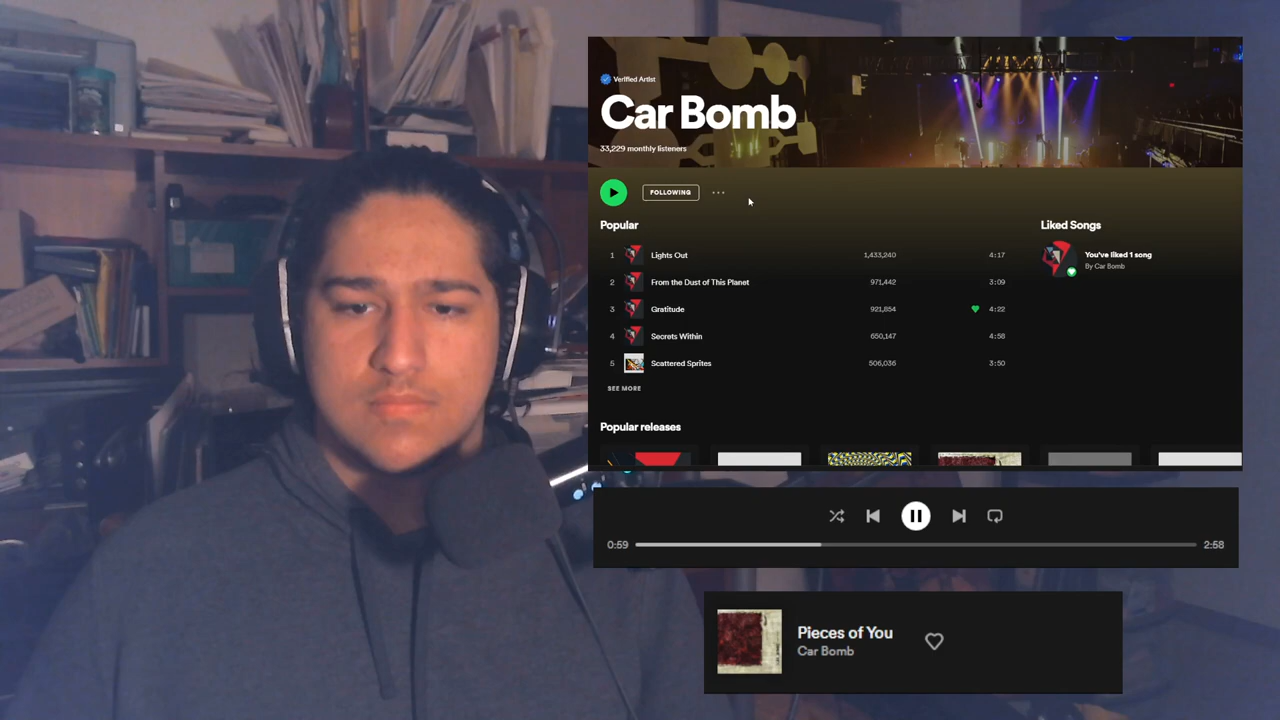 Verified Artist
Car Bomb
33,229 monthly listeners
FOLLOWING
Popular
Liked Songs
1 Lights Out 1,433,240 4:17
You've liked 1 song
By Car Bomb
2 From the Dust of This Planet 971,442 3:09
3 Gratitude 921,854 4:22
4 Secrets Within 650,147 4:58
5 Scattered Sprites 506,036 3:50
SEE MORE
Popular releases
0:59 2:58
Pieces of You
Car Bomb